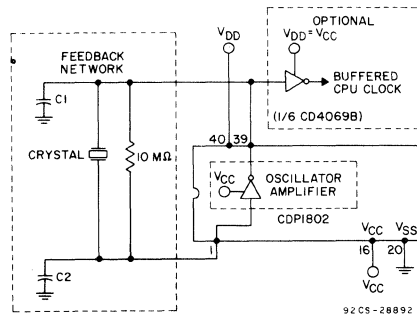 OPTIONAL
V_DD = V_CC
V_DD
FEEDBACK
NETWORK
BUFFERED
CPU CLOCK
C1
(1/6 CD4069B)
40 39
CRYSTAL
10 MΩ
OSCILLATOR
AMPLIFIER
V_CC
CDP1802
V_CC V_SS
1
16 20
C2
V_CC
92CS-28892